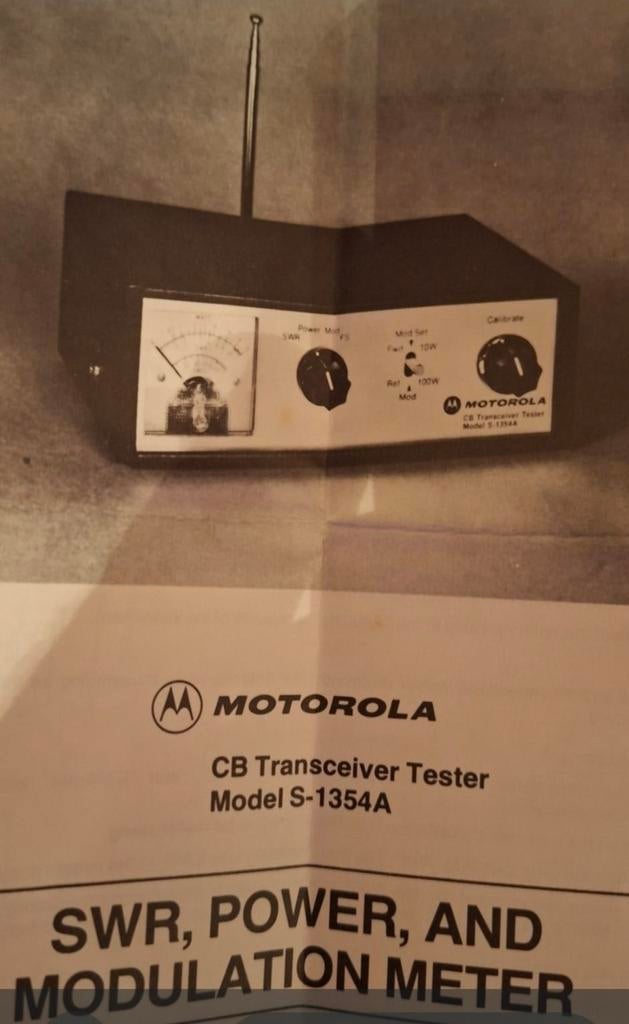 Power Mod
SWR FS
Mod Set
Fwd 10W
Ref 100W
Mod
Calibrate
MOTOROLA
CB Transceiver Tester
Model S-1354A
MOTOROLA
CB Transceiver Tester
Model S-1354A
SWR, POWER, AND
MODULATION METER